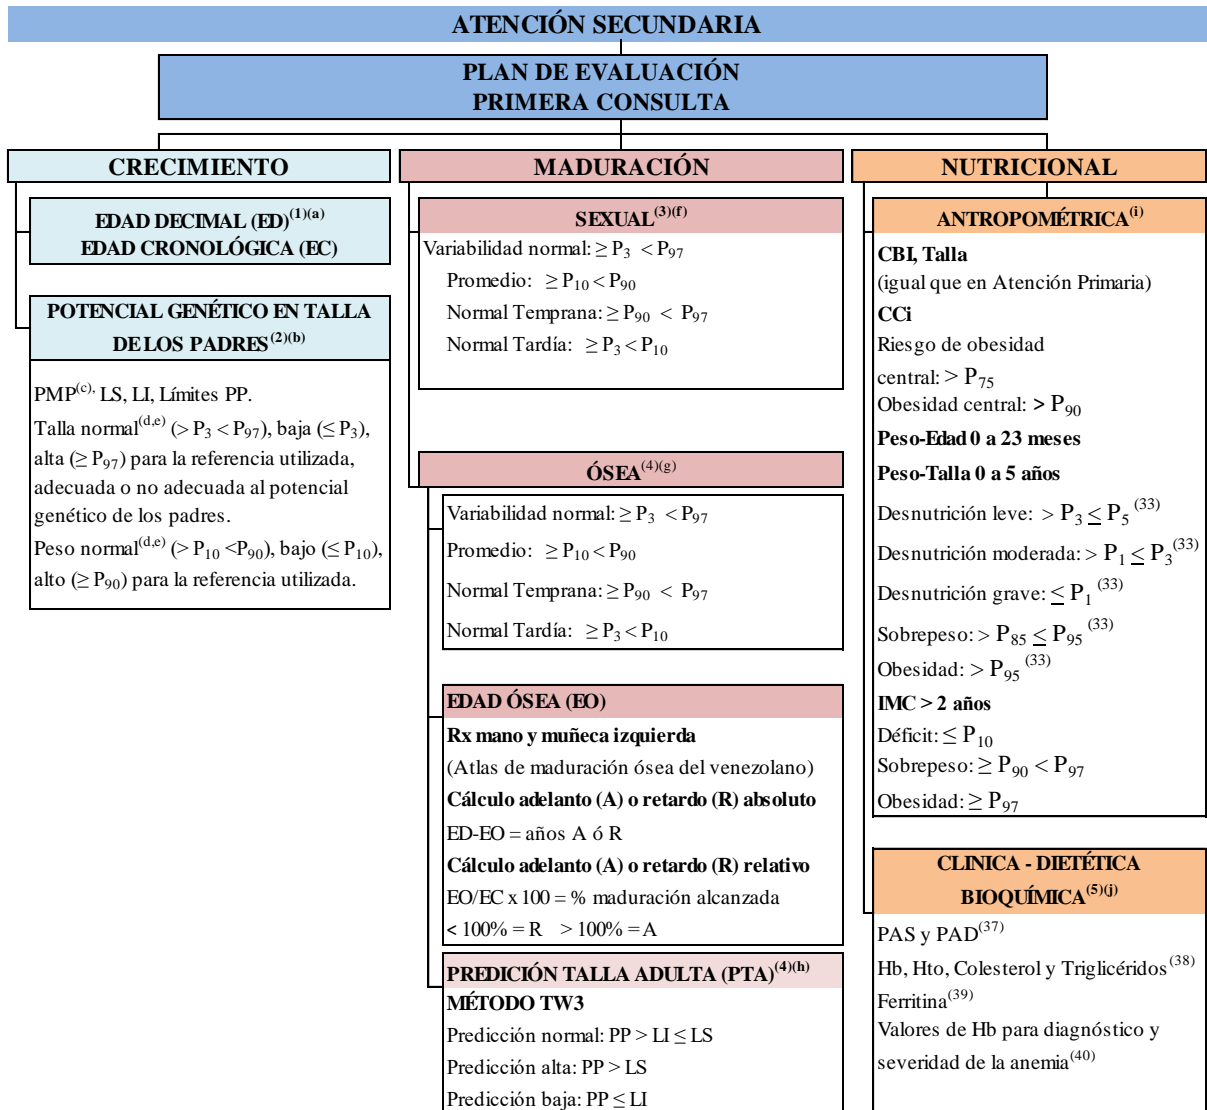 ATENCIÓN SECUNDARIA
PLAN DE EVALUACIÓN
PRIMERA CONSULTA
CRECIMIENTO
EDAD DECIMAL (ED)(1)(a)
EDAD CRONOLÓGICA (EC)
POTENCIAL GENÉTICO EN TALLA
DE LOS PADRES(2)(b)
PMP(c), LS, LI, Límites PP.
Talla normal(d,e) (> P3 < P97), baja (≤ P3),
alta (≥ P97) para la referencia utilizada,
adecuada o no adecuada al potencial
genético de los padres.
Peso normal(d,e) (> P10 <P90), bajo (≤ P10),
alto (≥ P90) para la referencia utilizada.
MADURACIÓN
SEXUAL(3)(f)
Variabilidad normal: ≥ P3 < P97
Promedio: ≥ P10 < P90
Normal Temprana: ≥ P90 < P97
Normal Tardía: ≥ P3 < P10
ÓSEA(4)(g)
Variabilidad normal: ≥ P3 < P97
Promedio: ≥ P10 < P90
Normal Temprana: ≥ P90 < P97
Normal Tardía: ≥ P3 < P10
EDAD ÓSEA (EO)
Rx mano y muñeca izquierda
(Atlas de maduración ósea del venezolano)
Cálculo adelanto (A) o retardo (R) absoluto
ED-EO = años A ó R
Cálculo adelanto (A) o retardo (R) relativo
EO/EC x 100 = % maduración alcanzada
< 100% = R > 100% = A
PREDICIÓN TALLA ADULTA (PTA)(4)(h)
MÉTODO TW3
Predicción normal: PP > LI ≤ LS
Predicción alta: PP > LS
Predicción baja: PP ≤ LI
NUTRICIONAL
ANTROPOMÉTRICA(i)
CBI, Talla
(igual que en Atención Primaria)
CCi
Riesgo de obesidad
central: > P75
Obesidad central: > P90
Peso-Edad 0 a 23 meses
Peso-Talla 0 a 5 años
Desnutrición leve: > P3 ≤ P5 (33)
Desnutrición moderada: > P1 ≤ P3(33)
Desnutrición grave: ≤ P1 (33)
Sobrepeso: > P85 ≤ P95 (33)
Obesidad: > P95 (33)
IMC > 2 años
Déficit: ≤ P10
Sobrepeso: ≥ P90 < P97
Obesidad: ≥ P97
CLINICA - DIETÉTICA
BIOQUÍMICA(5)(j)
PAS y PAD(37)
Hb, Hto, Colesterol y Triglicéridos(38)
Ferritina(39)
Valores de Hb para diagnóstico y
severidad de la anemia(40)